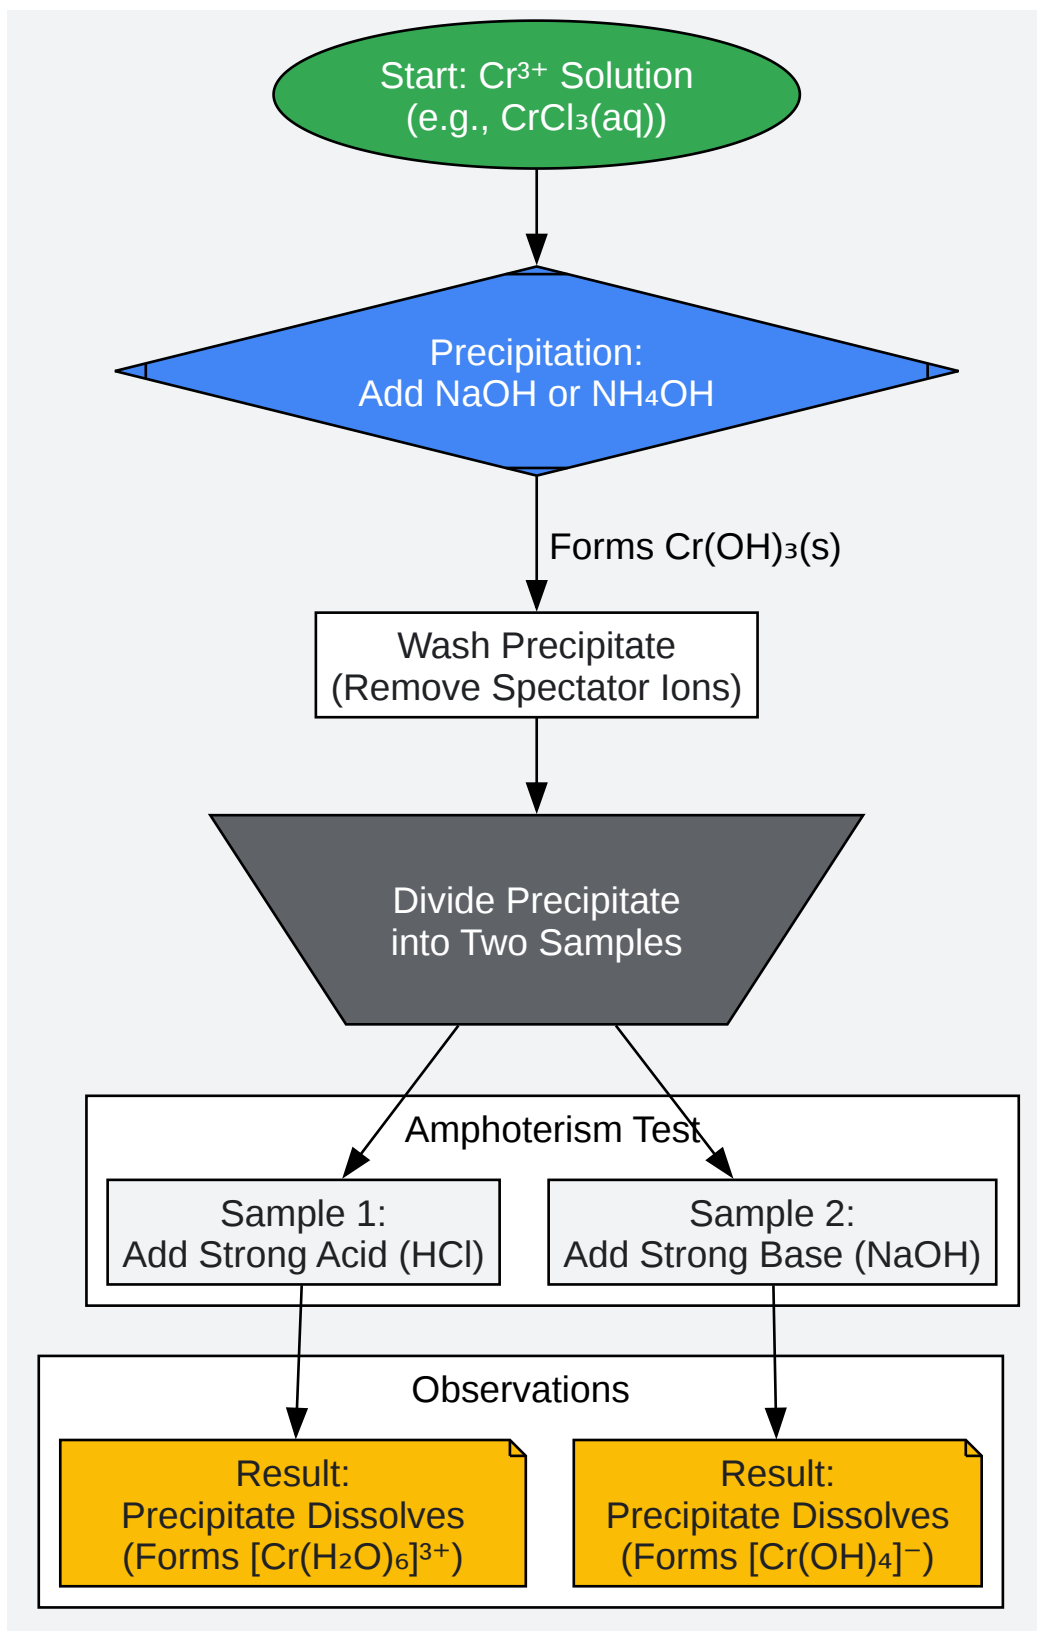 Start: Cr³⁺ Solution
(e.g., CrCl₃(aq))
Precipitation:
Add NaOH or NH₄OH
Forms Cr(OH)₃(s)
Wash Precipitate
(Remove Spectator Ions)
Divide Precipitate
into Two Samples
Amphoterism Test
Sample 1:
Add Strong Acid (HCl)
Sample 2:
Add Strong Base (NaOH)
Observations
Result:
Precipitate Dissolves
(Forms [Cr(H₂O)₆]³⁺)
Result:
Precipitate Dissolves
(Forms [Cr(OH)₄]⁻)